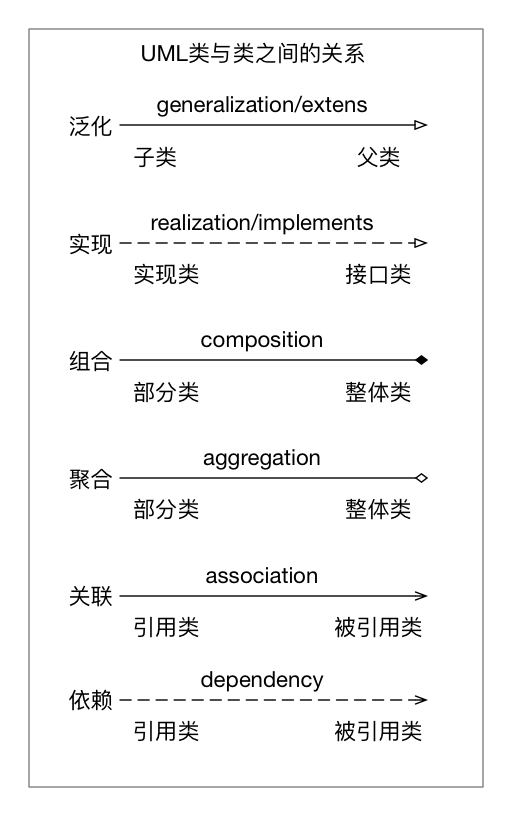 UML类与类之间的关系
generalization/extens
泛化
子类 父类
realization/implements
实现
实现类 接口类
composition
组合
部分类 整体类
aggregation
聚合
部分类 整体类
association
关联
引用类 被引用类
dependency
依赖
引用类 被引用类